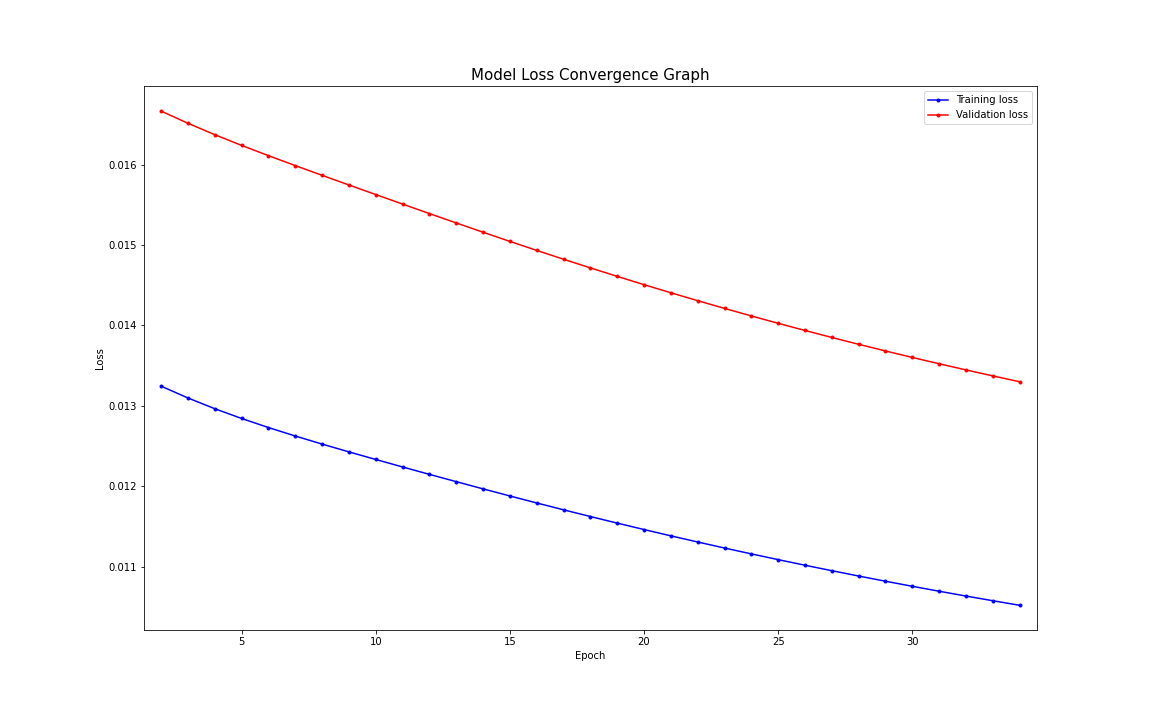 Model Loss Convergence Graph
Training loss
Validation loss
0.016
0.015
0.014
0.013
0.012
0.011
Loss
5 10 15 20 25 30
Epoch